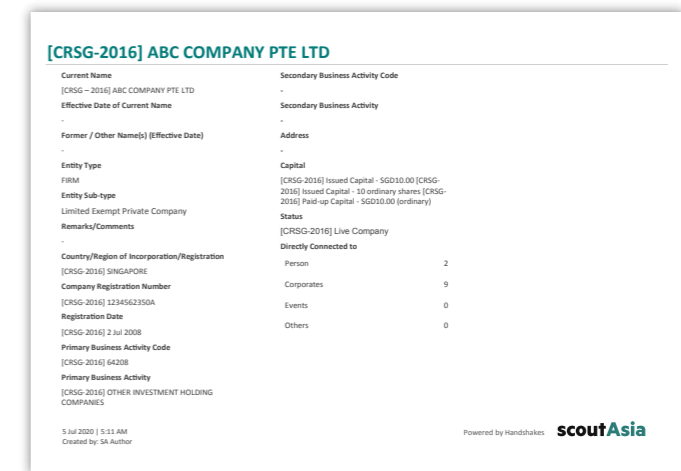 [CRSG-2016] ABC COMPANY PTE LTD
Current Name
[CRSG – 2016] ABC COMPANY PTE LTD
Effective Date of Current Name
-
Former / Other Name(s) (Effective Date)
-
Entity Type
FIRM
Entity Sub-type
Limited Exempt Private Company
Remarks/Comments
-
Country/Region of Incorporation/Registration
[CRSG-2016] SINGAPORE
Company Registration Number
[CRSG-2016] 1234562350A
Registration Date
[CRSG-2016] 2 Jul 2008
Primary Business Activity Code
[CRSG-2016] 64208
Primary Business Activity
[CRSG-2016] OTHER INVESTMENT HOLDING
COMPANIES
Secondary Business Activity Code
-
Secondary Business Activity
-
Address
-
Capital
[CRSG-2016] Issued Capital - SGD10.00 [CRSG-
2016] Issued Capital - 10 ordinary shares [CRSG-
2016] Paid-up Capital - SGD10.00 (ordinary)
Status
[CRSG-2016] Live Company
Directly Connected to
Person 2
Corporates 9
Events 0
Others 0
5 Jul 2020 | 5:11 AM
Created by: SA Author
Powered by Handshakes scoutAsia